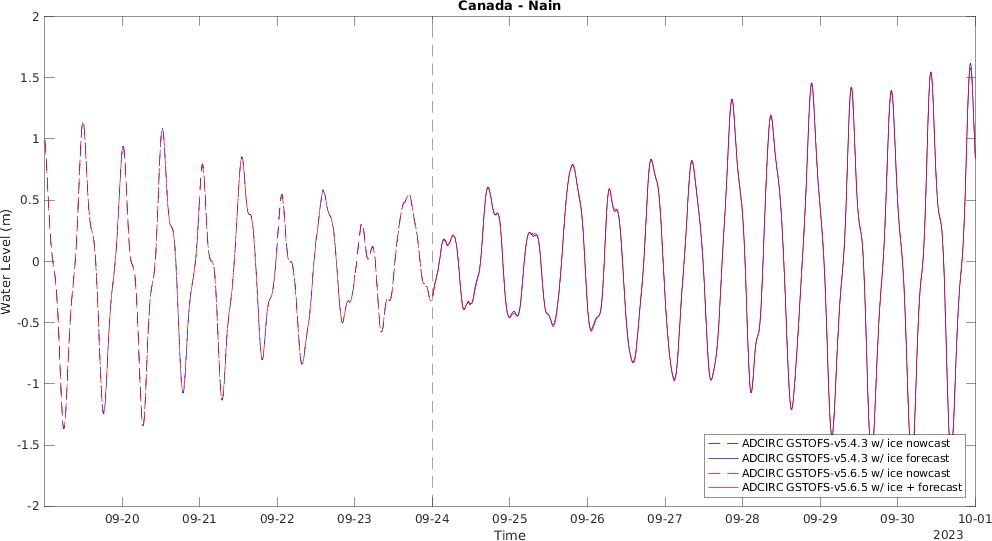 Canada - Nain
Water Level (m)
2
1.5
1
0.5
0
-0.5
-1
-1.5
-2
ADCIRC GSTOFS-v5.4.3 w/ ice nowcast
ADCIRC GSTOFS-v5.4.3 w/ ice forecast
ADCIRC GSTOFS-v5.6.5 w/ ice nowcast
ADCIRC GSTOFS-v5.6.5 w/ ice + forecast
09-20 09-21 09-22 09-23 09-24 09-25 09-26 09-27 09-28 09-29 09-30 10-01
Time
2023